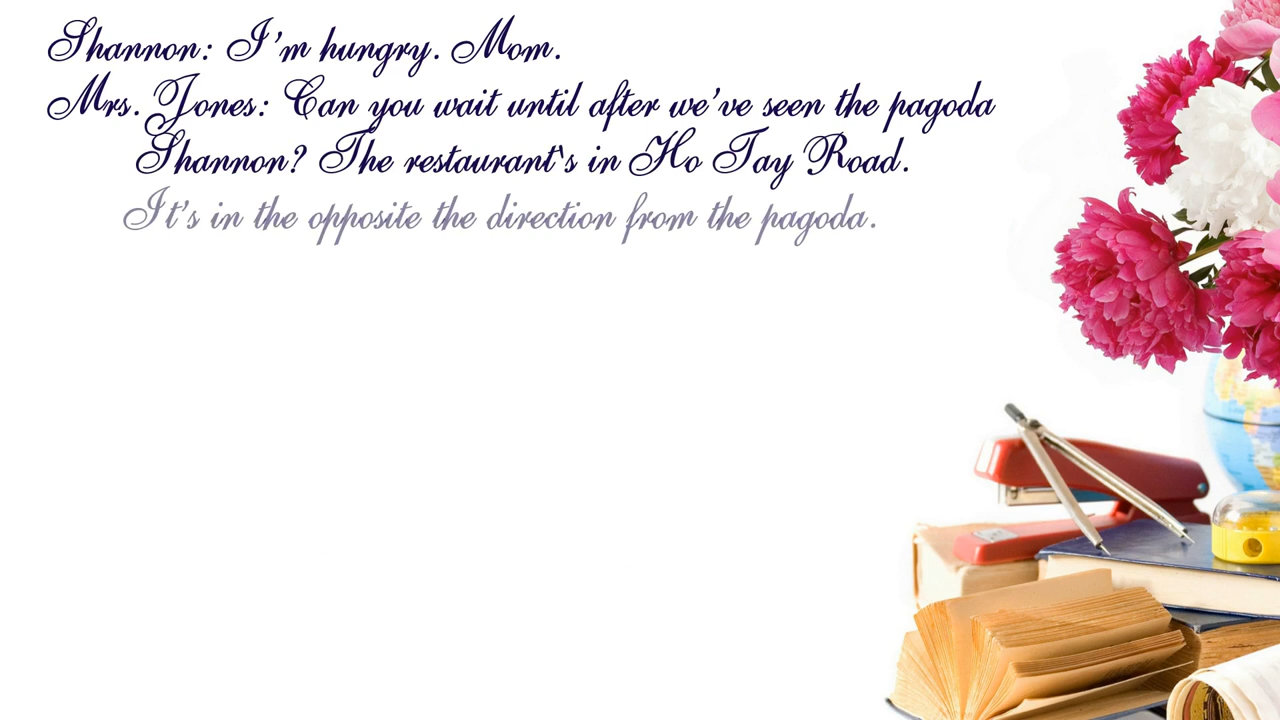 Shannon: I'm hungry. Mom.
Mrs. Jones: Can you wait until after we've seen the pagoda
Shannon? The restaurant`s in Ho Tay Road.
It's in the opposite the direction from the pagoda.